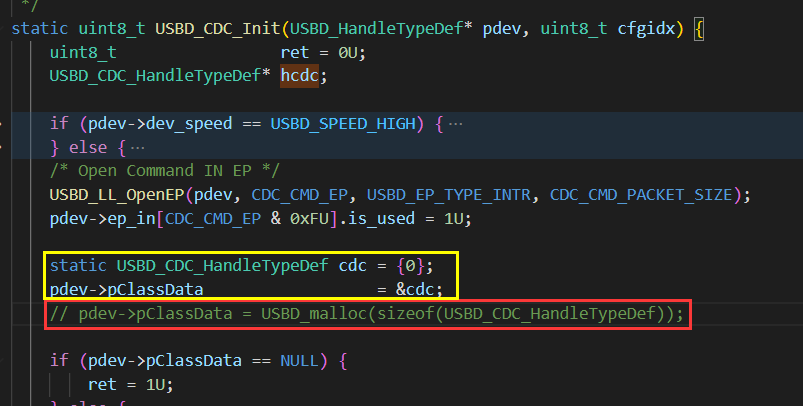 */
static uint8_t USBD_CDC_Init(USBD_HandleTypeDef* pdev, uint8_t cfgidx) {
uint8_t ret = 0U;
USBD_CDC_HandleTypeDef* hcdc;
if (pdev->dev_speed == USBD_SPEED_HIGH) { ...
} else { ...
/* Open Command IN EP */
USBD_LL_OpenEP(pdev, CDC_CMD_EP, USBD_EP_TYPE_INTR, CDC_CMD_PACKET_SIZE);
pdev->ep_in[CDC_CMD_EP & 0xFU].is_used = 1U;
static USBD_CDC_HandleTypeDef cdc = {0};
pdev->pClassData = &cdc;
// pdev->pClassData = USBD_malloc(sizeof(USBD_CDC_HandleTypeDef));
if (pdev->pClassData == NULL) {
ret = 1U;
} else {